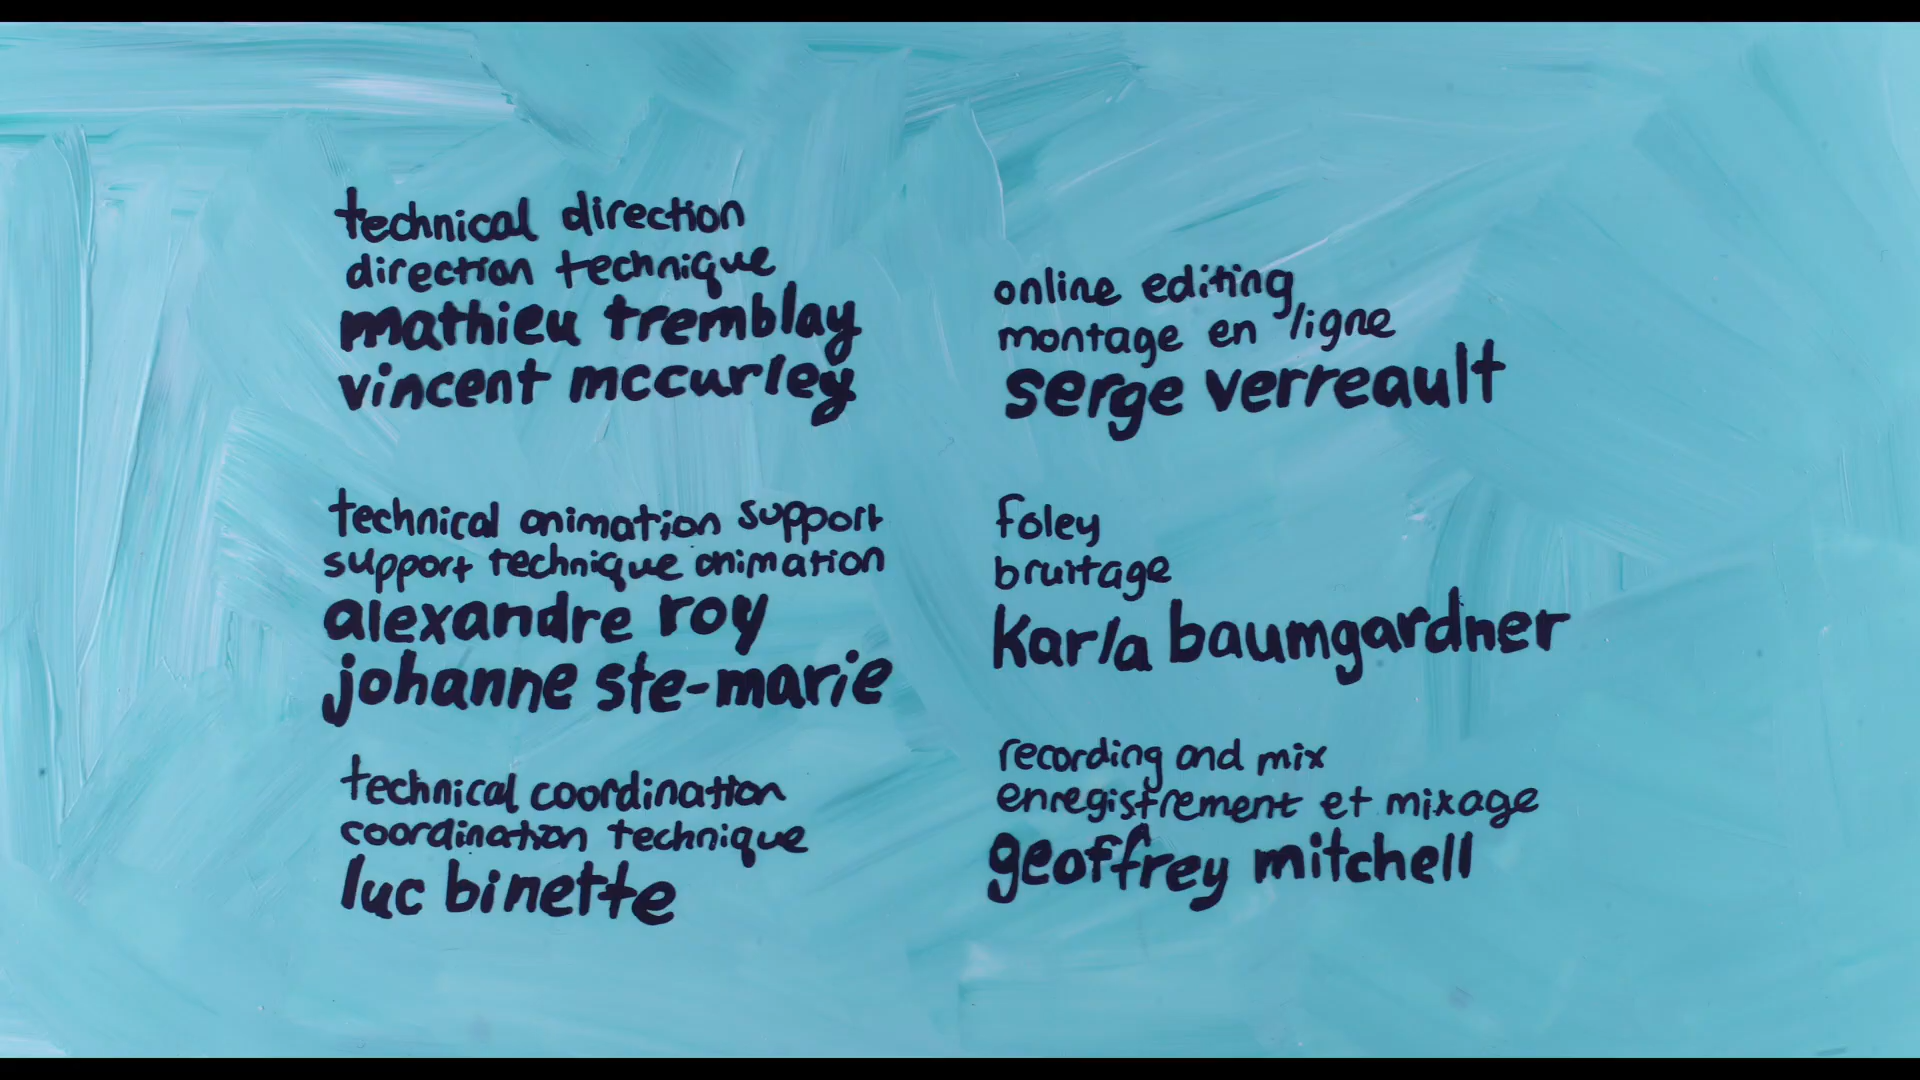 technical direction
direction technique
mathieu tremblay
vincent mccurley
technical animation support
support technique animation
alexandre roy
johanne ste-marie
technical coordination
coordination technique
luc binette
online editing
montage en ligne
serge verreault
foley
bruitage
karla baumgardner
recording and mix
enregistrement et mixage
geoffrey mitchell